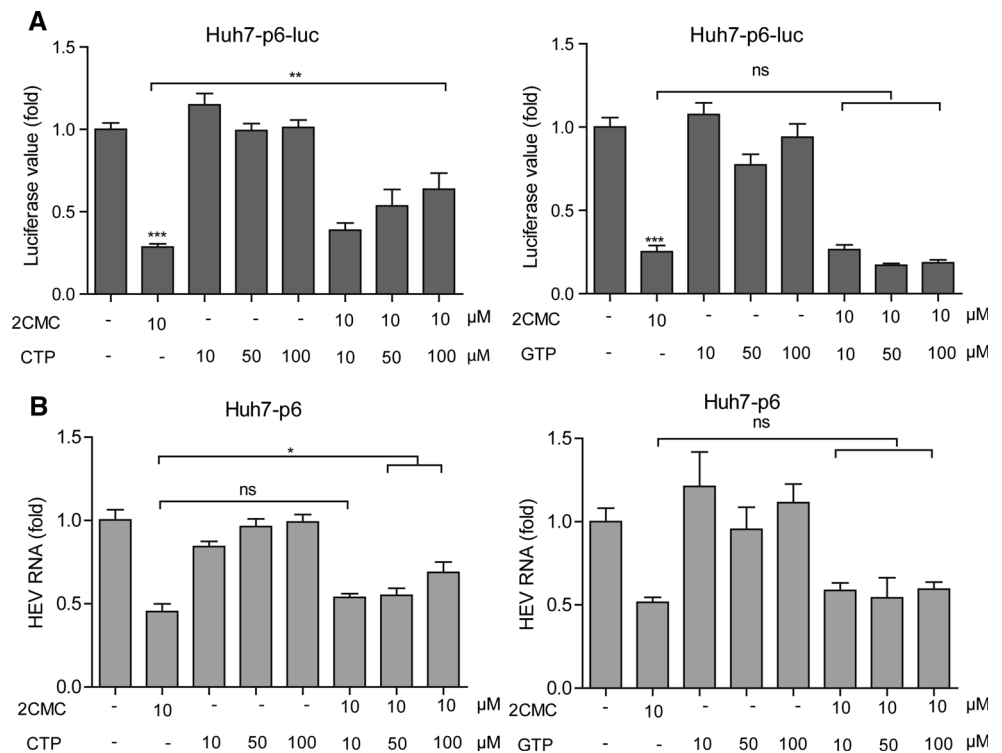 A
Huh7-p6-luc
Luciferase value (fold)
1.5
1.0
0.5
0.0
**
***
2CMC - 10 - - - 10 10 10 µM
CTP - - 10 50 100 10 50 100 µM
Huh7-p6-luc
Luciferase value (fold)
1.5
1.0
0.5
0.0
ns
***
2CMC - 10 - - - 10 10 10 µM
GTP - - 10 50 100 10 50 100 µM
B
Huh7-p6
HEV RNA (fold)
1.5
1.0
0.5
0.0
*
ns
2CMC - 10 - - - 10 10 10 µM
CTP - - 10 50 100 10 50 100 µM
Huh7-p6
HEV RNA (fold)
1.5
1.0
0.5
0.0
ns
2CMC - 10 - - - 10 10 10 µM
GTP - - 10 50 100 10 50 100 µM